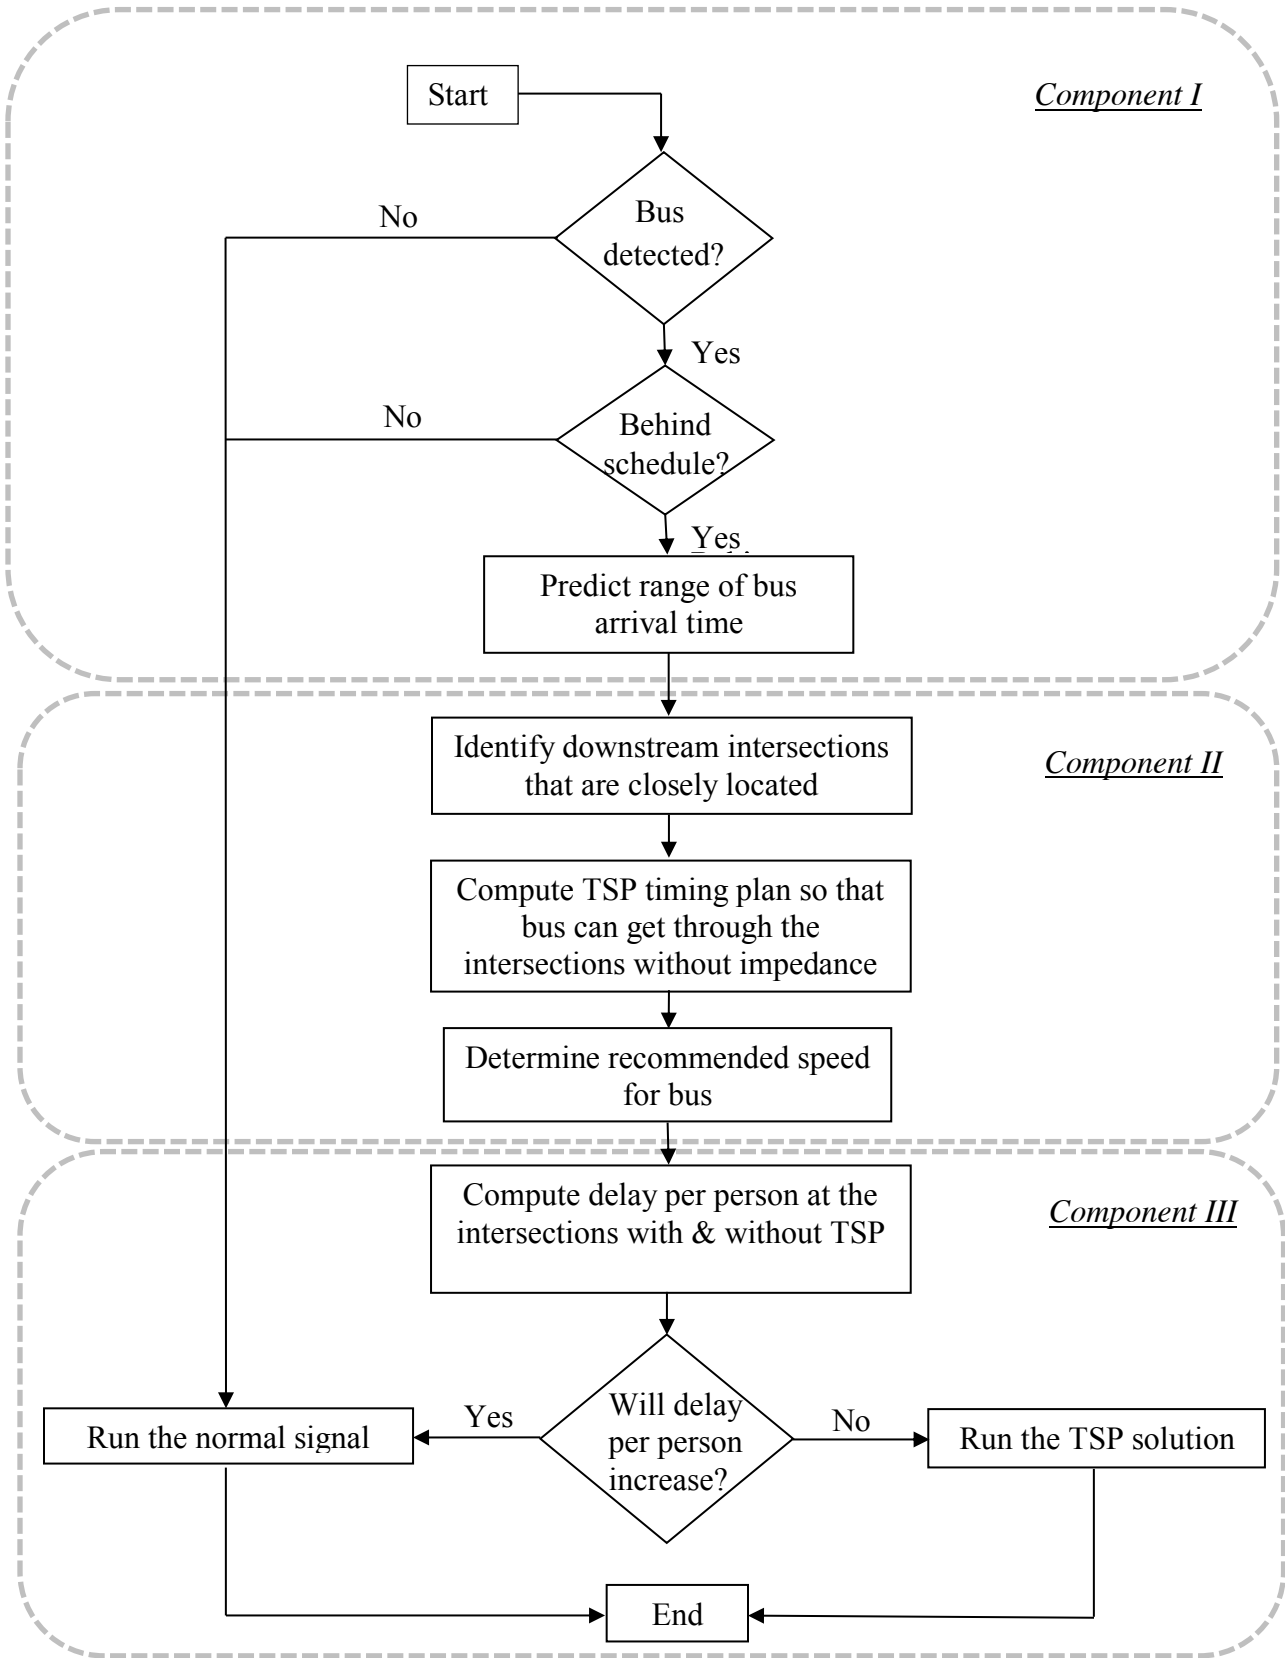 Start
Component I
Bus
detected?
No
Yes
Behind
schedule?
No
Yes
Predict range of bus
arrival time
Identify downstream intersections
that are closely located
Component II
Compute TSP timing plan so that
bus can get through the
intersections without impedance
Determine recommended speed
for bus
Compute delay per person at the
intersections with & without TSP
Component III
Will delay
per person
increase?
Yes
No
Run the normal signal
Run the TSP solution
End